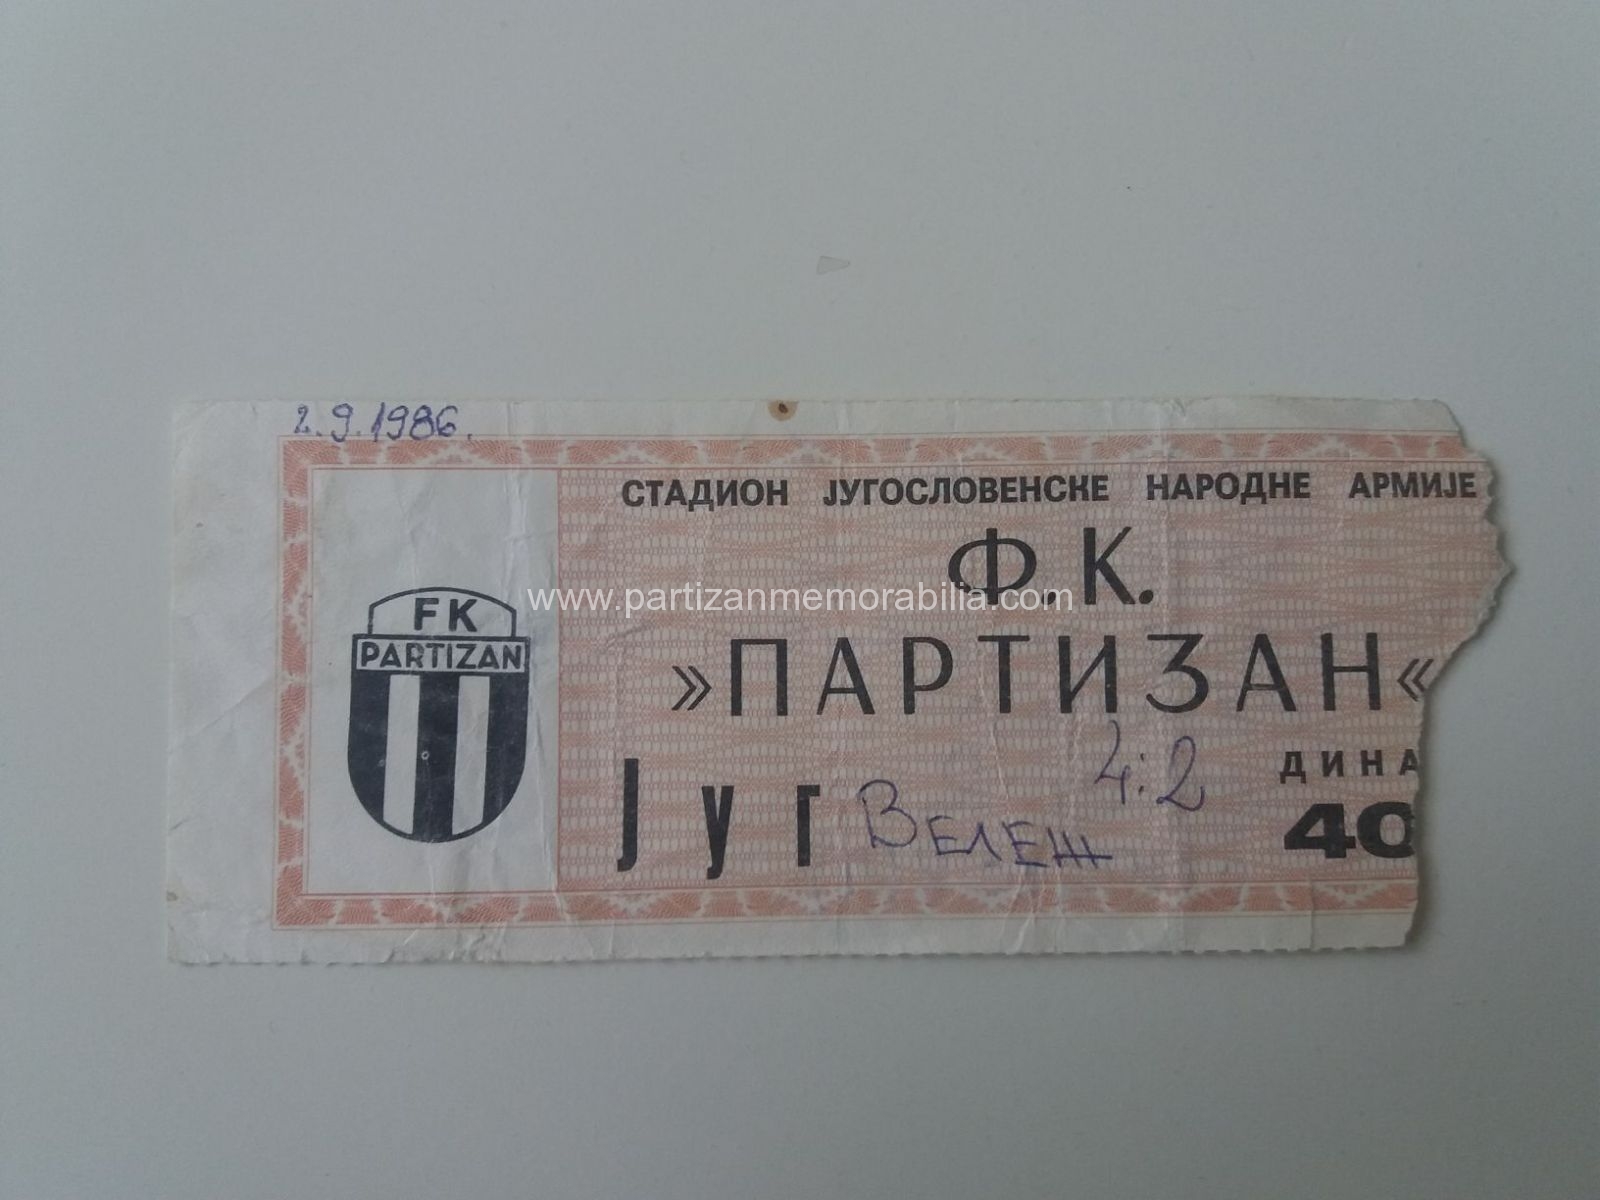 2.9.1986.
СТАДИОН ЈУГОСЛОВЕНСКЕ НАРОДНЕ АРМИЈЕ
Ф.К.
www.partizanmemorabilia.com
FK
PARTIZAN
»ПАРТИЗАН«
4:2
ДИНА
Југ Вележ
40